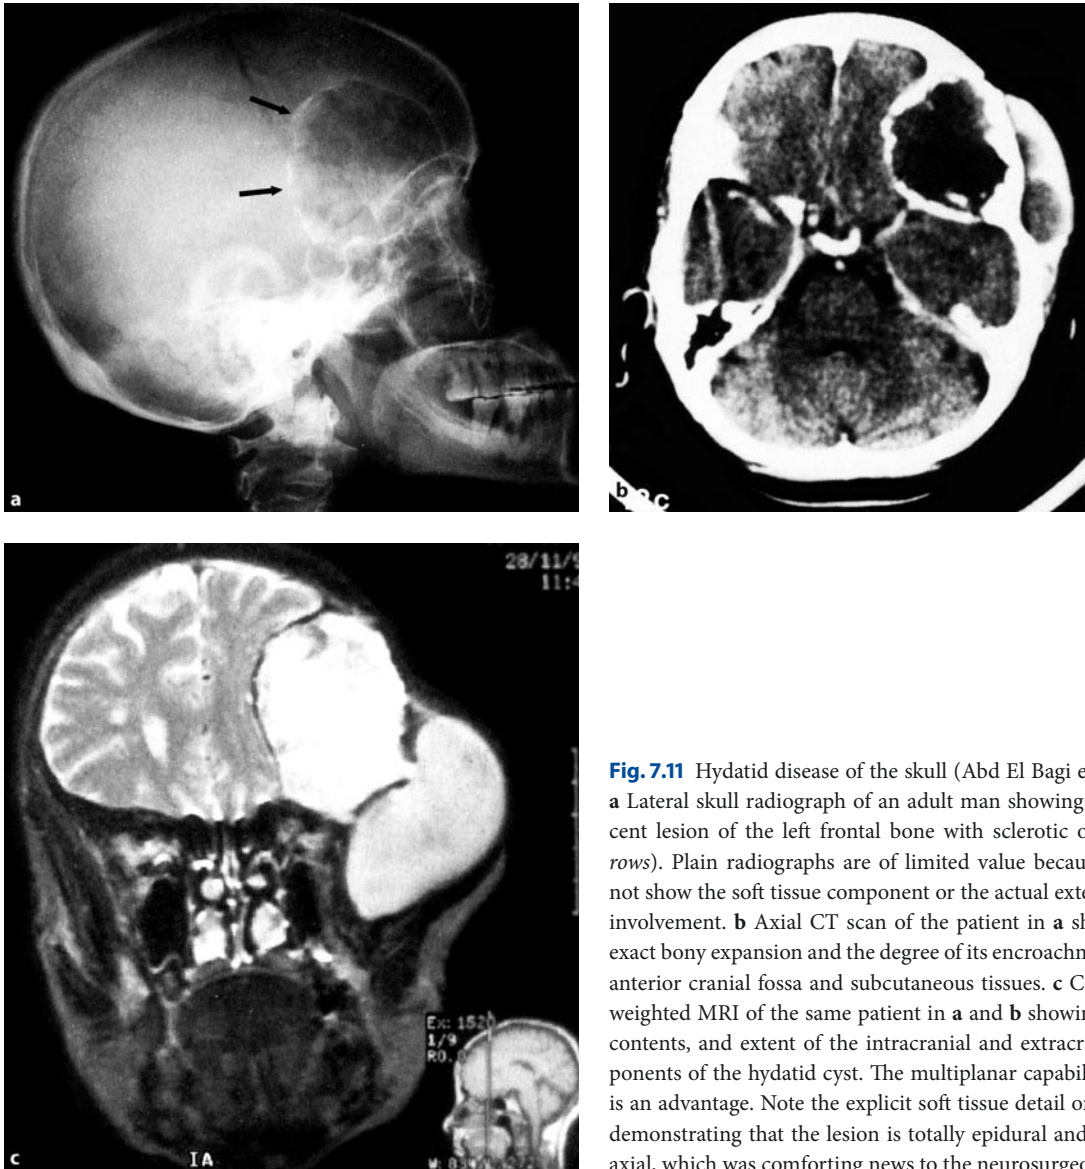 a
b
C
28/11/
11:4
Ex: 152
1/9
R0.
c
IA
Fig. 7.11 Hydatid disease of the skull (Abd El Bagi e
a Lateral skull radiograph of an adult man showing
cent lesion of the left frontal bone with sclerotic o
rows). Plain radiographs are of limited value becau
not show the soft tissue component or the actual exte
involvement. b Axial CT scan of the patient in a sh
exact bony expansion and the degree of its encroachn
anterior cranial fossa and subcutaneous tissues. c C
weighted MRI of the same patient in a and b showin
contents, and extent of the intracranial and extracr
ponents of the hydatid cyst. The multiplanar capabil
is an advantage. Note the explicit soft tissue detail o
demonstrating that the lesion is totally epidural and
axial, which was comforting news to the neurosurgeo